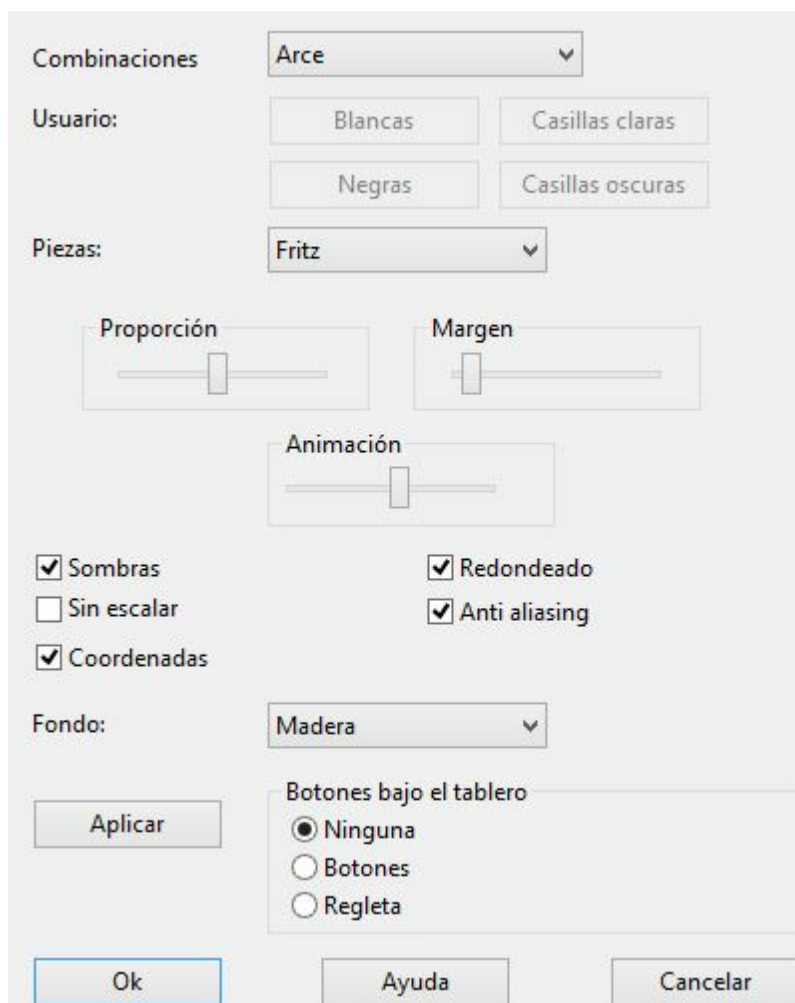 Combinaciones Arce
Usuario: Blancas Casillas claras
Negras Casillas oscuras
Piezas: Fritz
Proporción Margen
Animación
Sombras Redondeado
Sin escalar Anti aliasing
Coordenadas
Fondo: Madera
Botones bajo el tablero
Aplicar Ninguna
Botones
Regleta
Ok Ayuda Cancelar